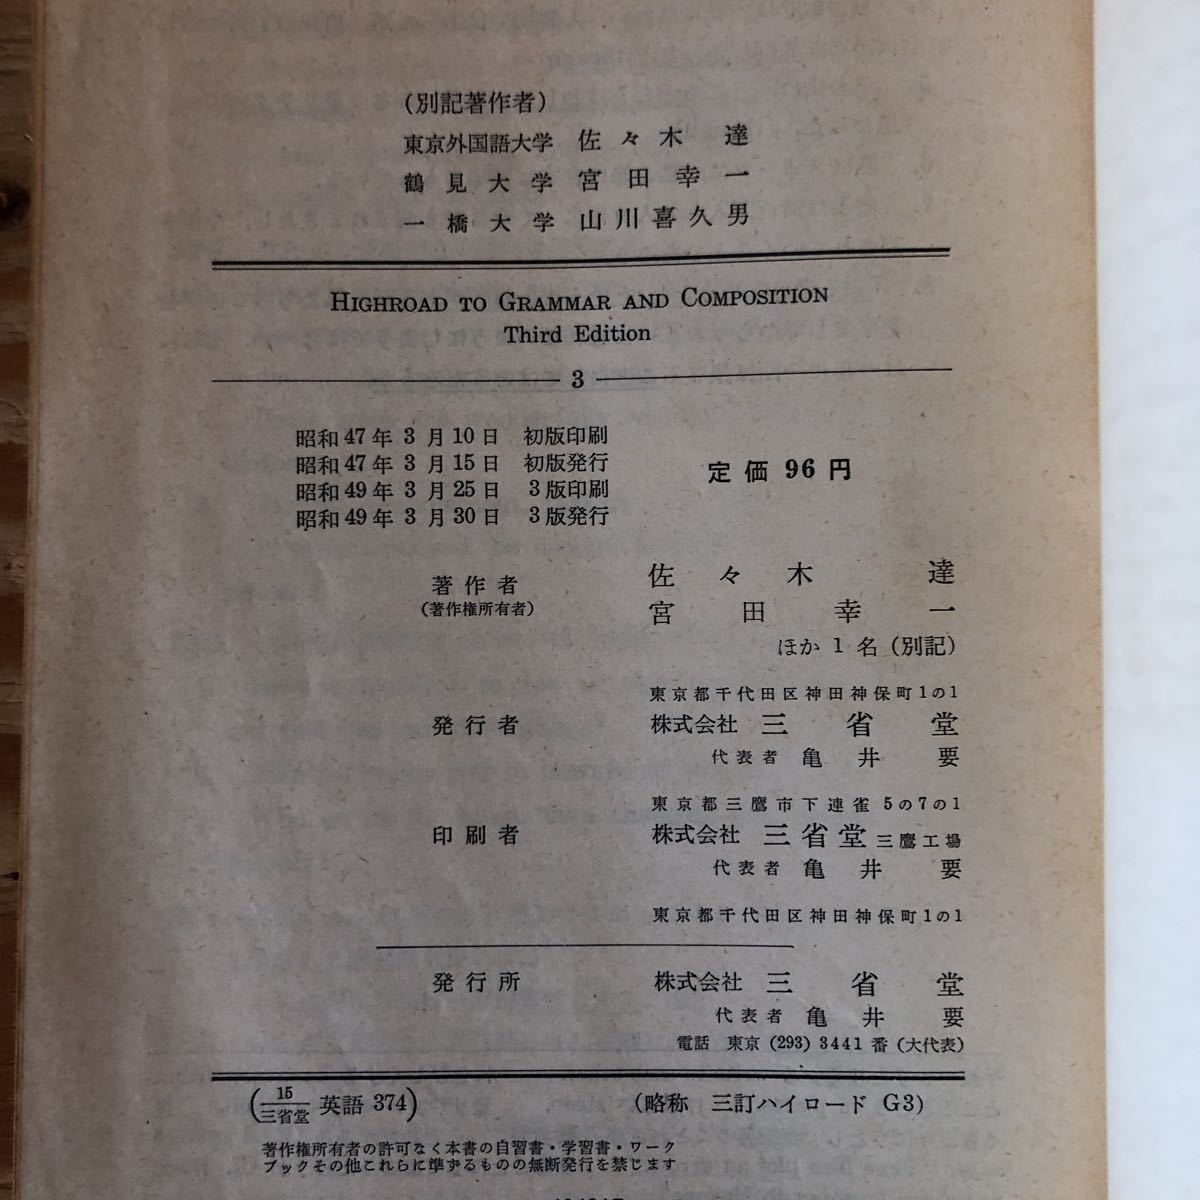 （別記著作者）
東京外国語大学 佐々木 達
鶴見大学 宮田幸一
一橋大学 山川喜久男
HIGHROAD TO GRAMMAR AND COMPOSITION
Third Edition
3
昭和47年3月10日 初版印刷
昭和47年3月15日 初版発行
昭和49年3月25日 3版印刷
昭和49年3月30日 3版発行
定価96円
著作者
（著作権所有者）
佐々木 達
宮田幸一
ほか1名（別記）
東京都千代田区神田神保町1の1
発行者 株式会社 三省堂
代表者 亀井要
東京都三鷹市下連雀5の7の1
印刷者 株式会社 三省堂 三鷹工場
代表者 亀井要
東京都千代田区神田神保町1の1
発行所 株式会社 三省堂
代表者 亀井要
電話 東京 (293) 3441番（大代表）
(15/三省堂 英語 374)
（略称 三訂ハイロード G3）
著作権所有者の許可なく本書の自習書・学習書・ワーク
ブックその他これらに準ずるものの無断発行を禁じます